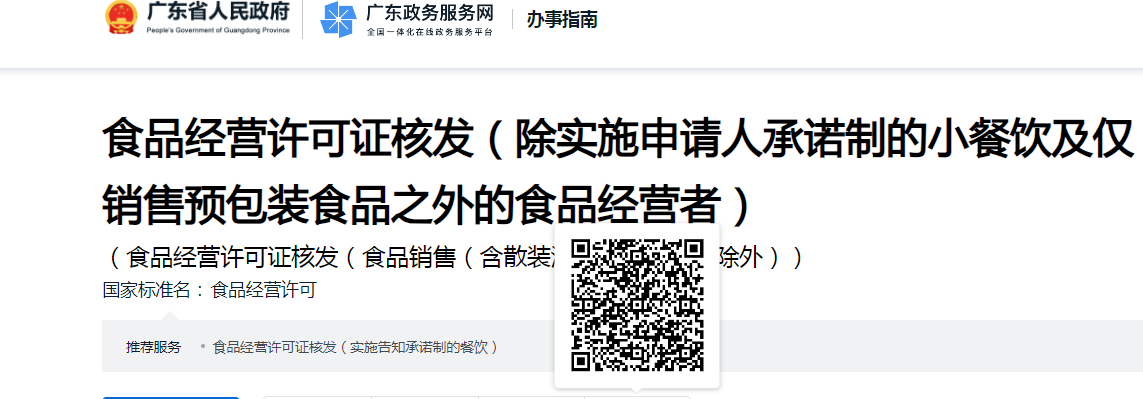 广东省人民政府
People's Government of Guangdong Province
广东政务服务网
全国一体化在线政务服务平台
办事指南
食品经营许可证核发（除实施申请人承诺制的小餐饮及仅
销售预包装食品之外的食品经营者）
（食品经营许可证核发（食品销售（含散装 除外））
国家标准名：食品经营许可
推荐服务 • 食品经营许可证核发（实施告知承诺制的餐饮）